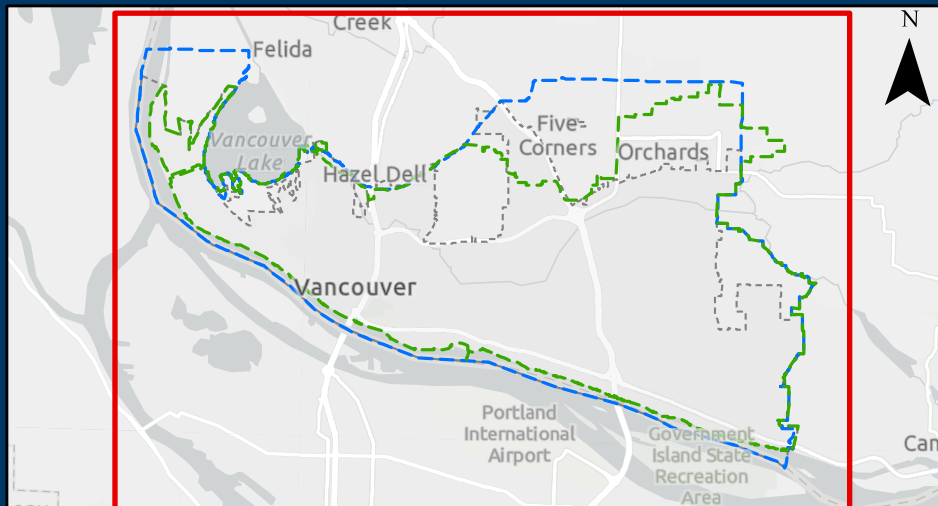 Creek
N
Felida
Vancouver
Lake
Five
Corners
Orchards
Hazel Dell
Vancouver
Portland
International
Airport
Government
Island State
Recreation
Area
Cam